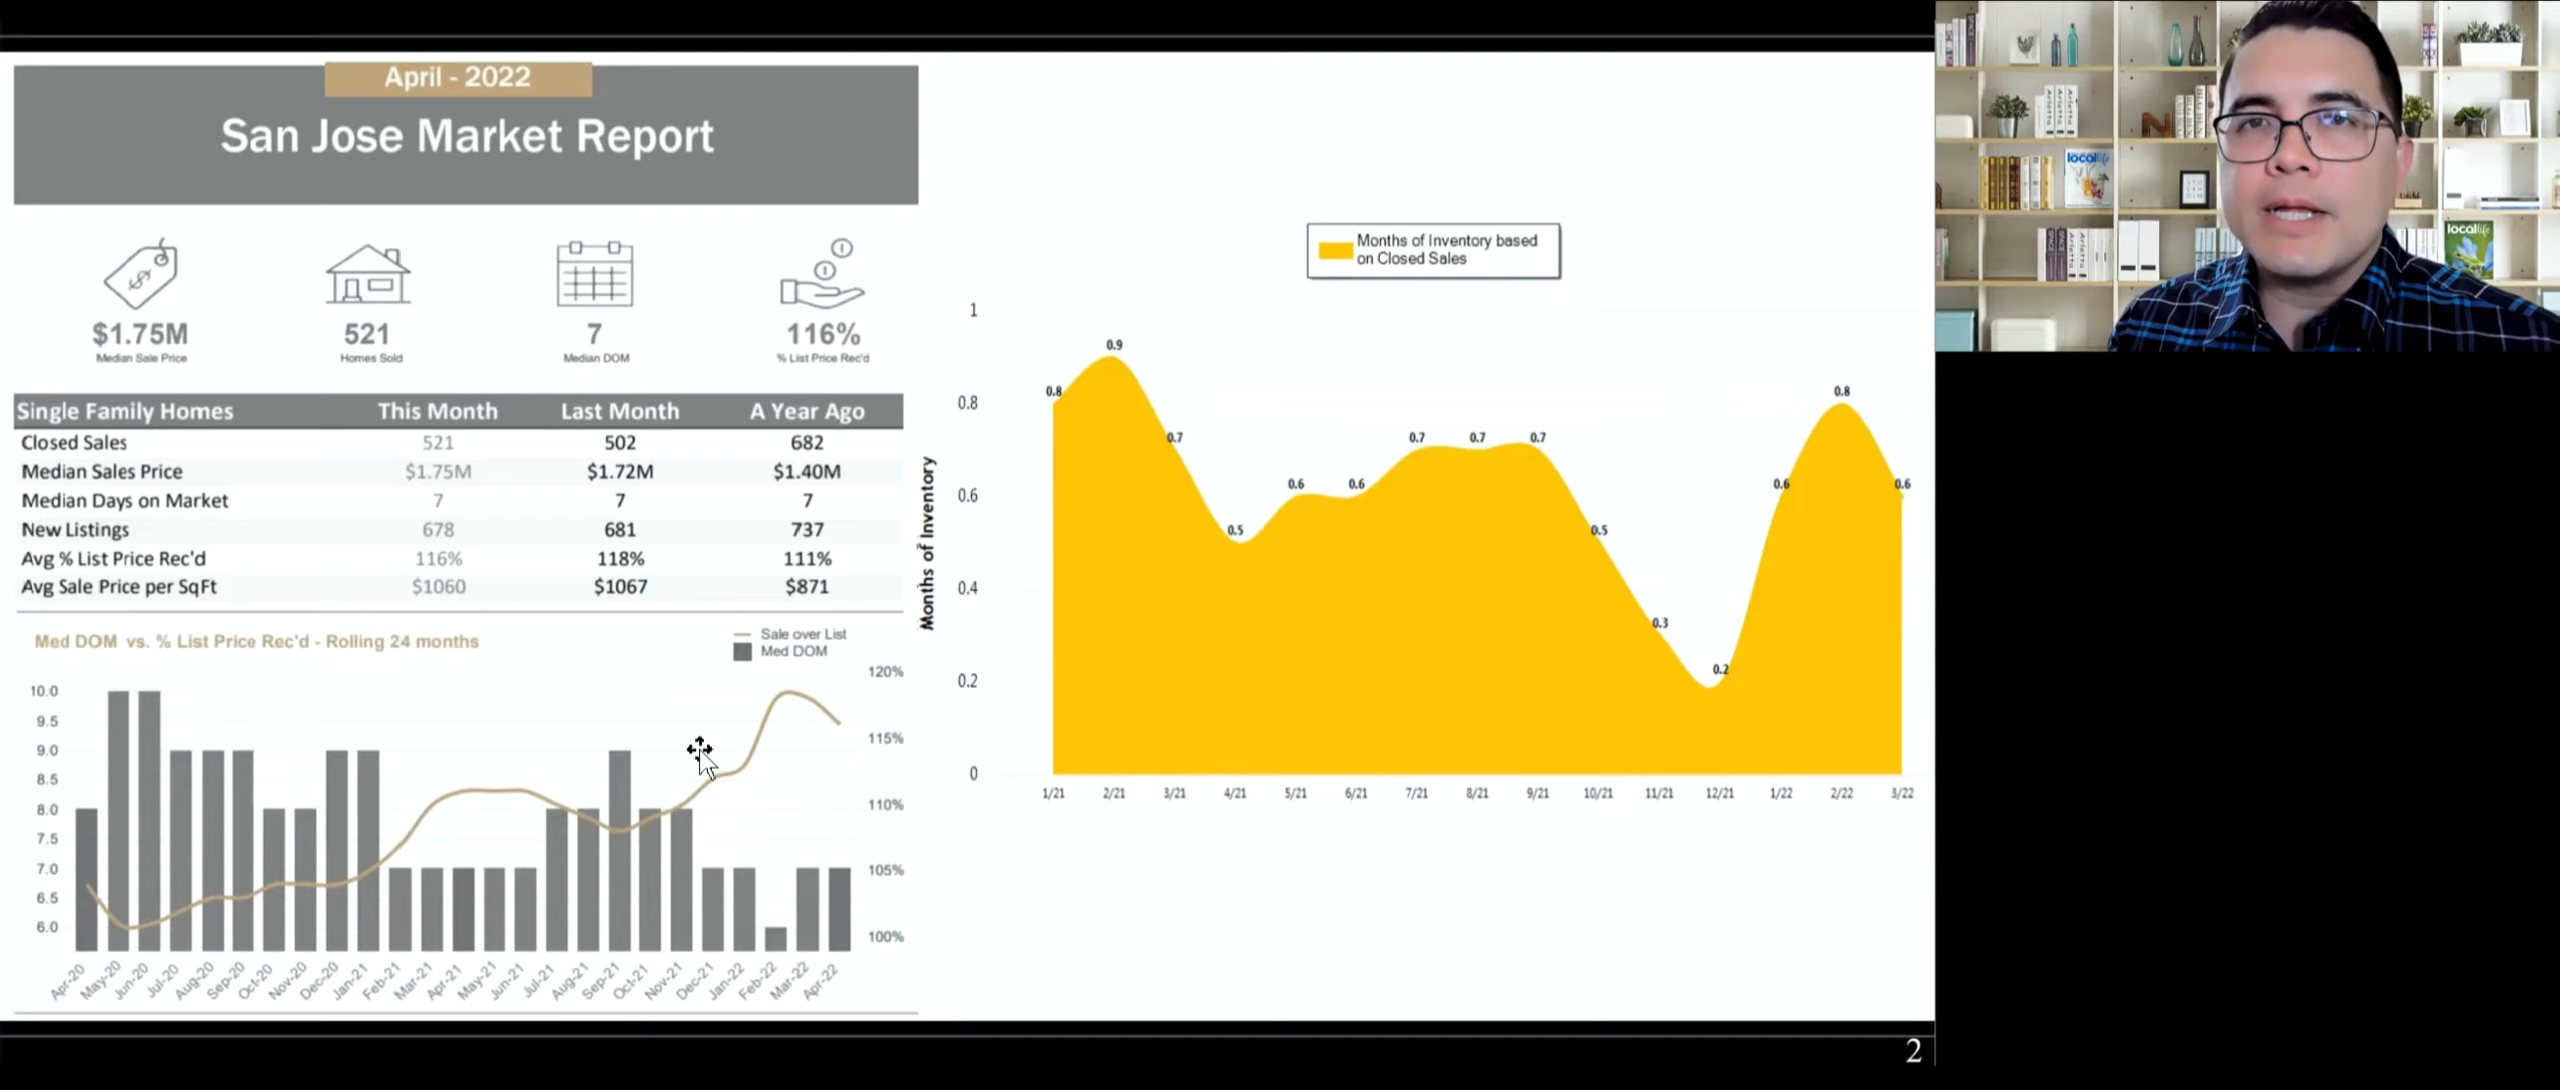 April - 2022
San Jose Market Report
$1.75M
Median Sale Price
521
Homes Sold
7
Median DOM
116%
% List Price Rec'd
Single Family Homes This Month Last Month A Year Ago
Closed Sales 521 502 682
Median Sales Price $1.75M $1.72M $1.40M
Median Days on Market 7 7 7
New Listings 678 681 737
Avg % List Price Rec'd 116% 118% 111%
Avg Sale Price per SqFt $1060 $1067 $871
Med DOM vs. % List Price Rec'd - Rolling 24 months
Sale over List
Med DOM
10.0
9.5
9.0
8.5
8.0
7.5
7.0
6.5
6.0
120%
115%
110%
105%
100%
Apr-20 May-20 Jun-20 Jul-20 Aug-20 Sep-20 Oct-20 Nov-20 Dec-20 Jan-21 Feb-21 Mar-21 Apr-21 May-21 Jun-21 Jul-21 Aug-21 Sep-21 Oct-21 Nov-21 Dec-21 Jan-22 Feb-22 Mar-22 Apr-22
Months of Inventory based
on Closed Sales
Months of Inventory
1
0.8
0.6
0.4
0.2
0
0.8 0.9 0.7 0.5 0.6 0.6 0.7 0.7 0.7 0.5 0.3 0.2 0.6 0.8 0.6
1/21 2/21 3/21 4/21 5/21 6/21 7/21 8/21 9/21 10/21 11/21 12/21 1/22 2/22 3/22
2
locallife
locallife